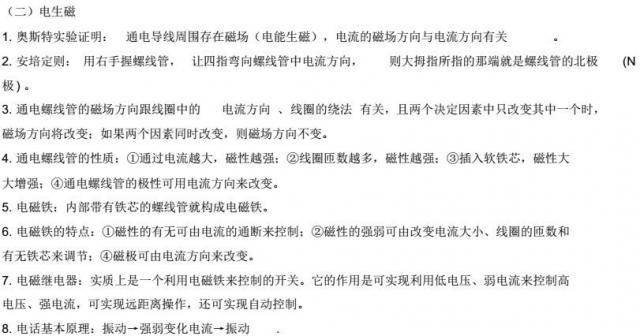 （二）电生磁
1. 奥斯特实验证明： 通电导线周围存在磁场（电能生磁），电流的磁场方向与电流方向有关 。
2. 安培定则： 用右手握螺线管， 让四指弯向螺线管中电流方向， 则大拇指所指的那端就是螺线管的北极 (N
极) 。
3. 通电螺线管的磁场方向跟线圈中的 电流方向 、线圈的绕法 有关，且两个决定因素中只改变其中一个时，
磁场方向将改变；如果两个因素同时改变，则磁场方向不变。
4. 通电螺线管的性质：①通过电流越大，磁性越强；②线圈匝数越多，磁性越强；③插入软铁芯，磁性大
大增强；④通电螺线管的极性可用电流方向来改变。
5. 电磁铁：内部带有铁芯的螺线管就构成电磁铁。
6. 电磁铁的特点：①磁性的有无可由电流的通断来控制；②磁性的强弱可由改变电流大小、线圈的匝数和
有无铁芯来调节；④磁极可由电流方向来改变。
7. 电磁继电器：实质上是一个利用电磁铁来控制的开关。它的作用是可实现利用低电压、弱电流来控制高
电压、强电流，可实现远距离操作，还可实现自动控制。
8. 电话基本原理：振动→强弱变化电流→振动 .